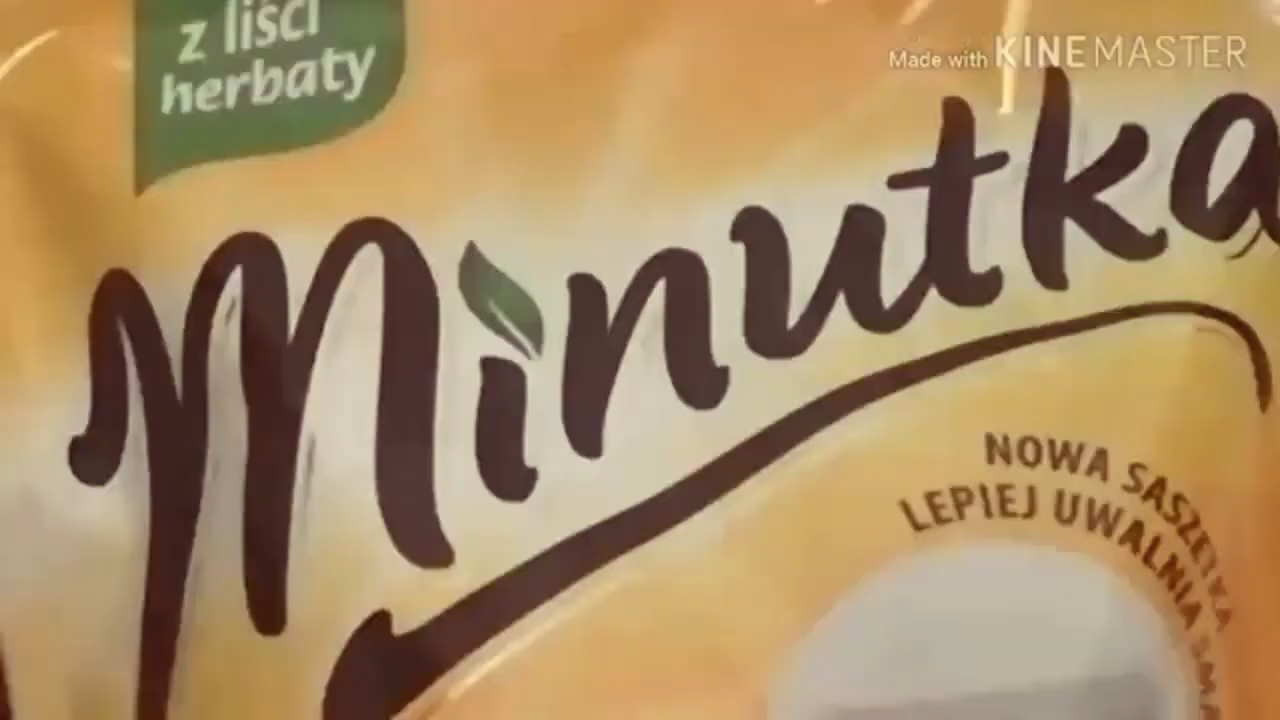 z liści
herbaty
Made with KINEMASTER
Minutka
NOWA SASZETKA
LEPIEJ UWALNIA